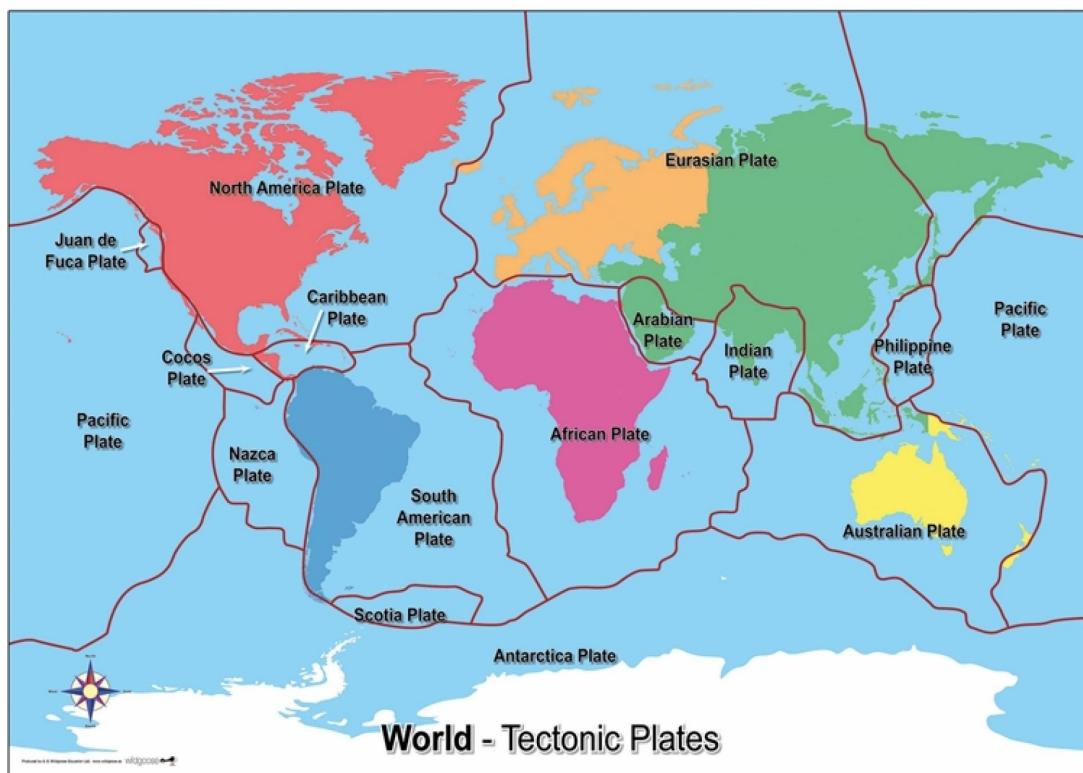 North America Plate
Eurasian Plate
Juan de
Fuca Plate
Caribbean
Plate
Arabian
Plate
Indian
Plate
Philippine
Plate
Pacific
Plate
Cocos
Plate
Pacific
Plate
Nazca
Plate
African Plate
South
American
Plate
Australian Plate
Scotia Plate
Antarctica Plate
World - Tectonic Plates
wildgoose